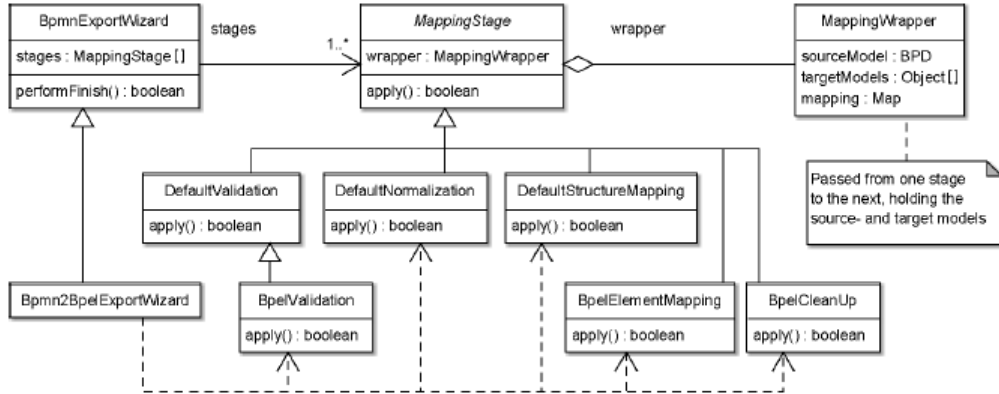 BpmnExportWizard
stages : MappingStage []
performFinish() : boolean
stages
1..*
MappingStage
wrapper : MappingWrapper
apply() : boolean
wrapper
MappingWrapper
sourceModel : BPD
targetModels : Object[]
mapping : Map
DefaultValidation
apply() : boolean
DefaultNormalization
apply() : boolean
DefaultStructureMapping
apply() : boolean
Passed from one stage
to the next, holding the
source- and target models
Bpmn2BpelExportWizard
BpelValidation
apply() : boolean
BpelElementMapping
apply() : boolean
BpelCleanUp
apply() : boolean